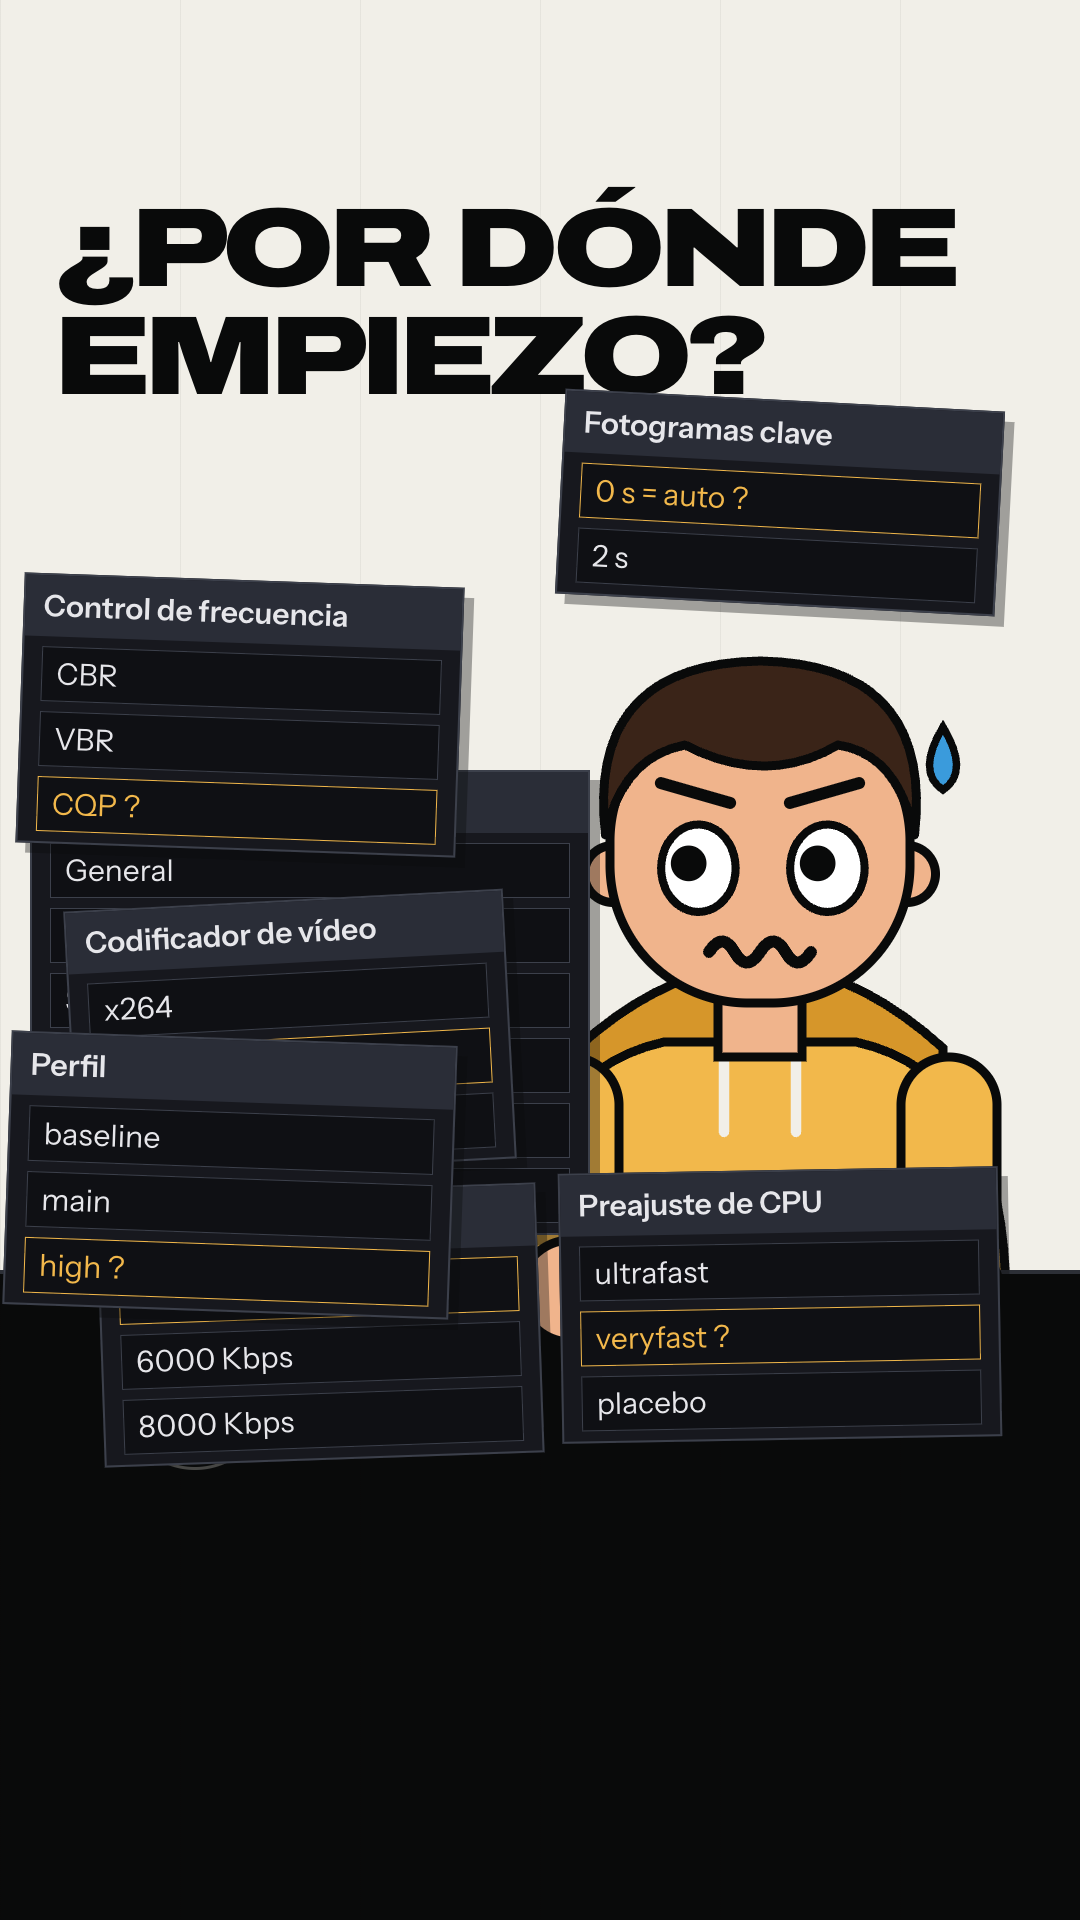 ¿POR DÓNDE
EMPIEZO?
Fotogramas clave
0 s = auto ?
2 s
Control de frecuencia
CBR
VBR
CQP ?
General
Codificador de vídeo
x264
Perfil
baseline
main
high ?
6000 Kbps
8000 Kbps
Preajuste de CPU
ultrafast
veryfast ?
placebo